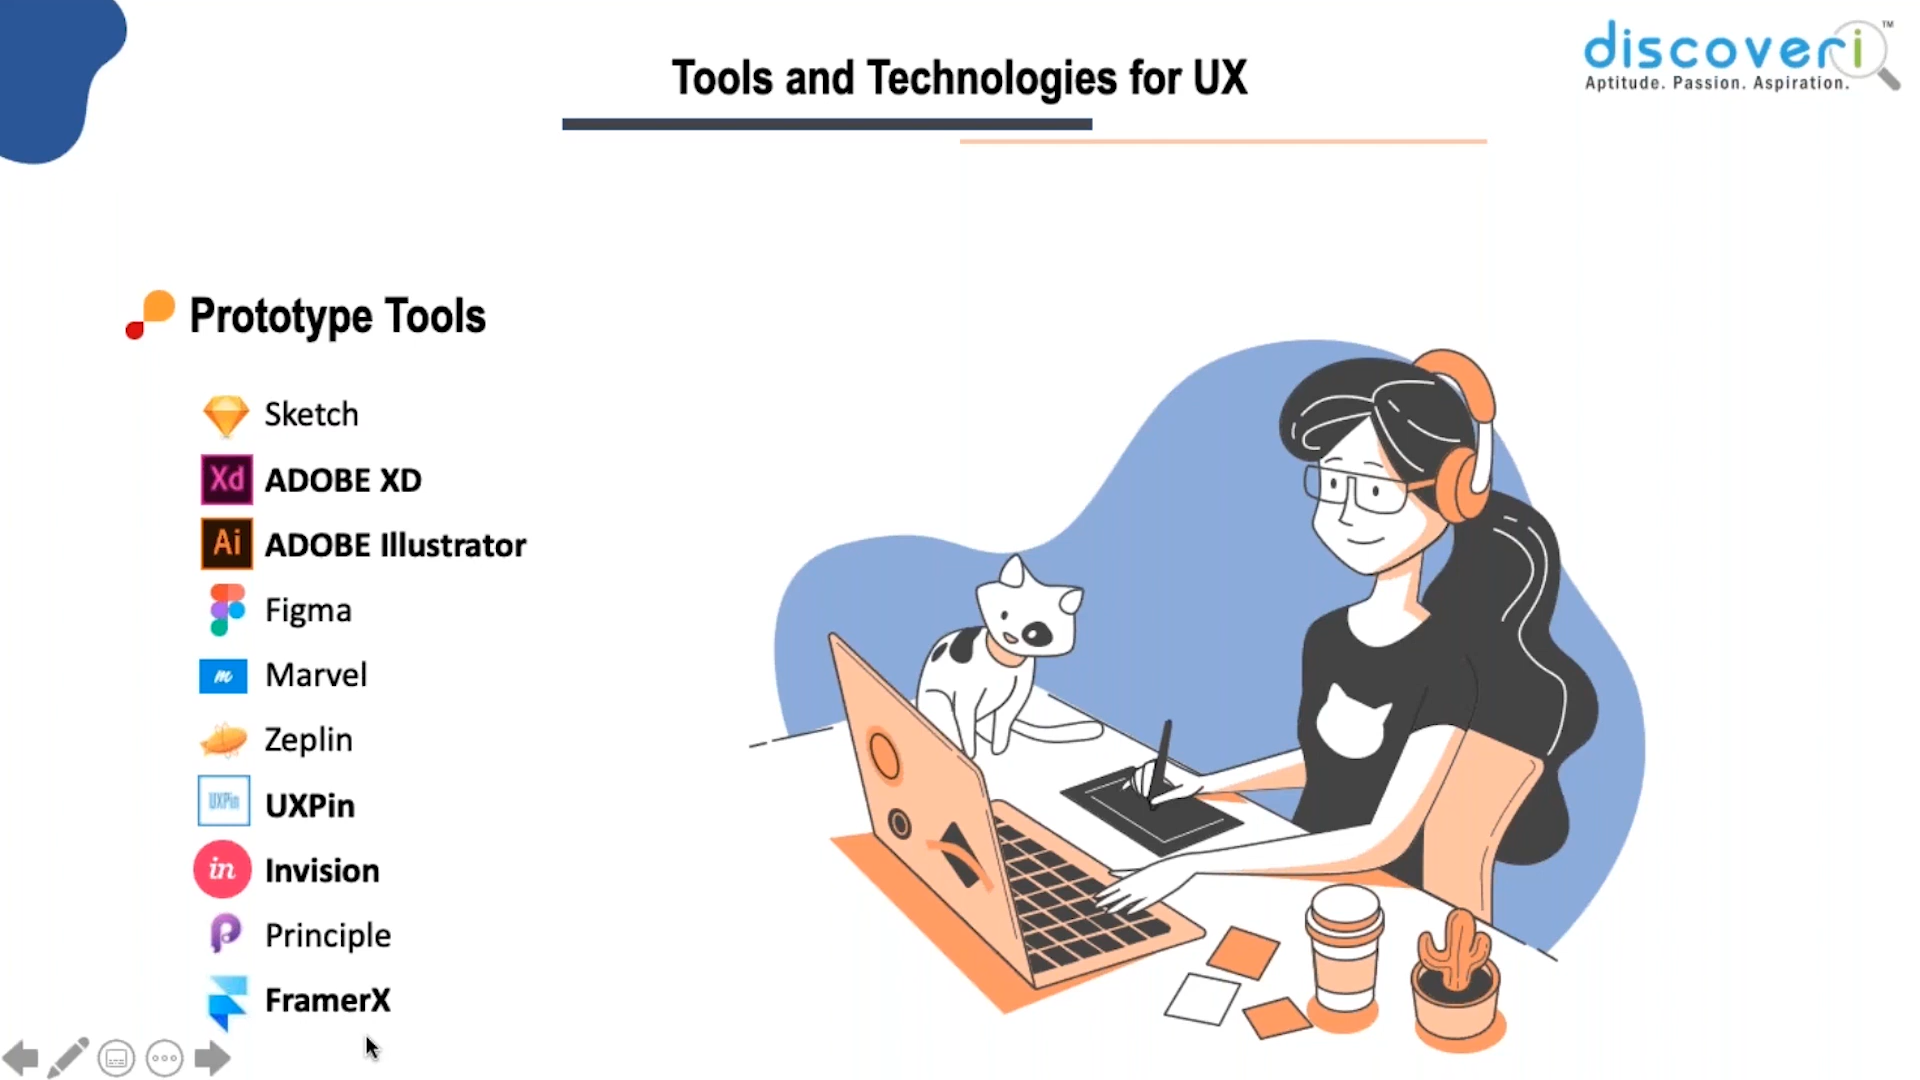 Tools and Technologies for UX
discoveri™
Aptitude. Passion. Aspiration.
Prototype Tools
Sketch
Xd ADOBE XD
Ai ADOBE Illustrator
Figma
m Marvel
Zeplin
UXPin UXPin
in Invision
Principle
FramerX